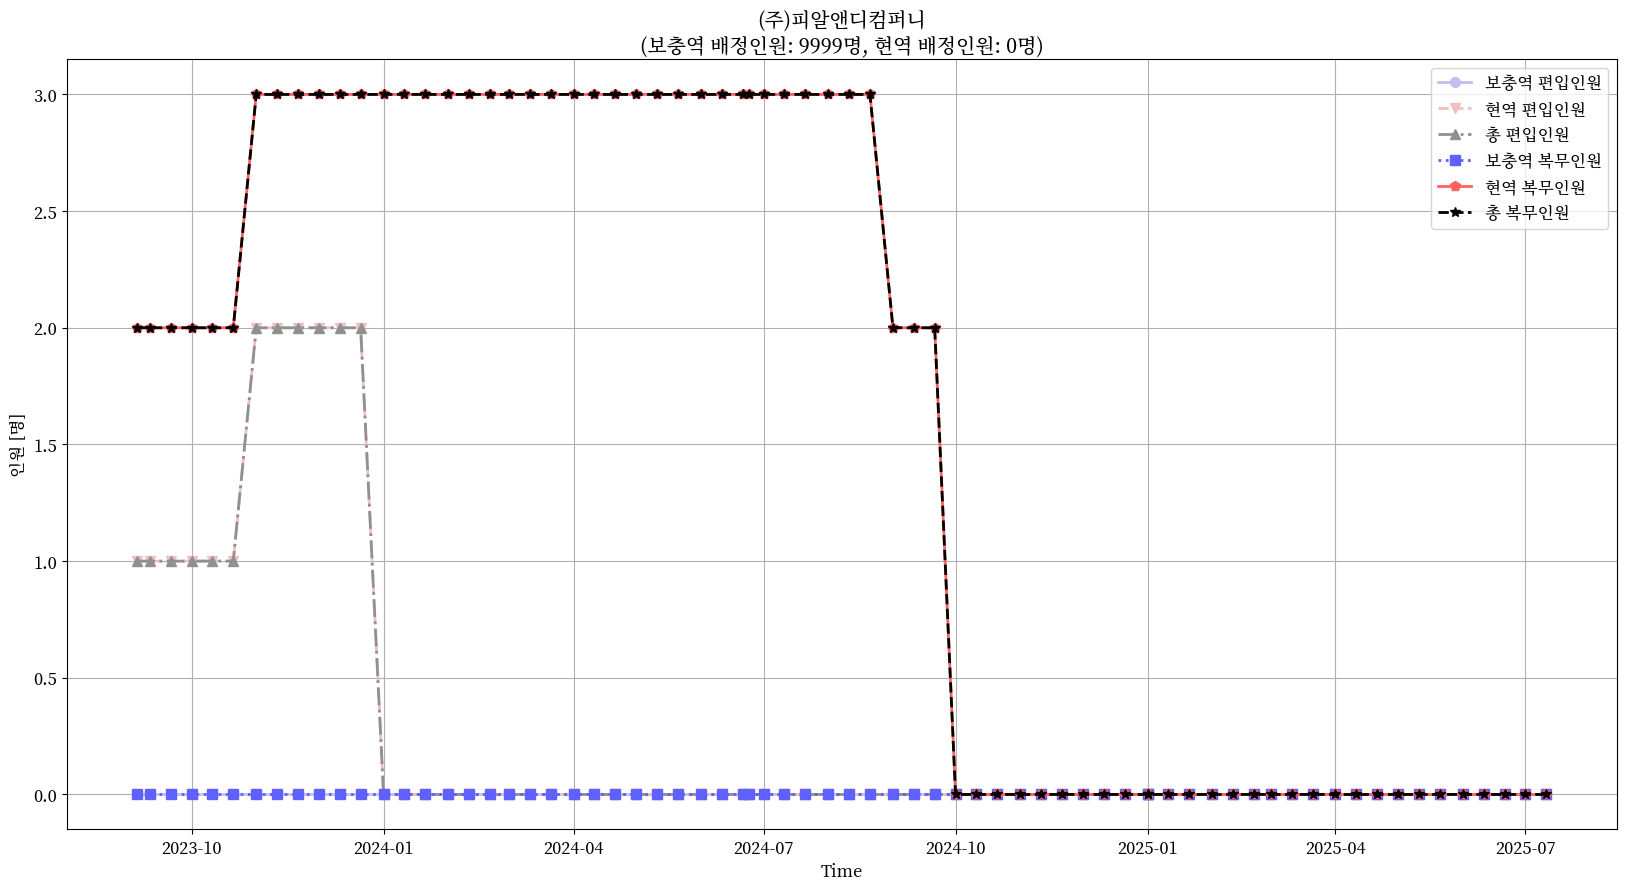 (주)피알앤디컴퍼니
(보충역 배정인원: 9999명, 현역 배정인원: 0명)
보충역 편입인원
현역 편입인원
총 편입인원
보충역 복무인원
현역 복무인원
총 복무인원
인원 [명]
3.0
2.5
2.0
1.5
1.0
0.5
0.0
2023-10
2024-01
2024-04
2024-07
2024-10
2025-01
2025-04
2025-07
Time